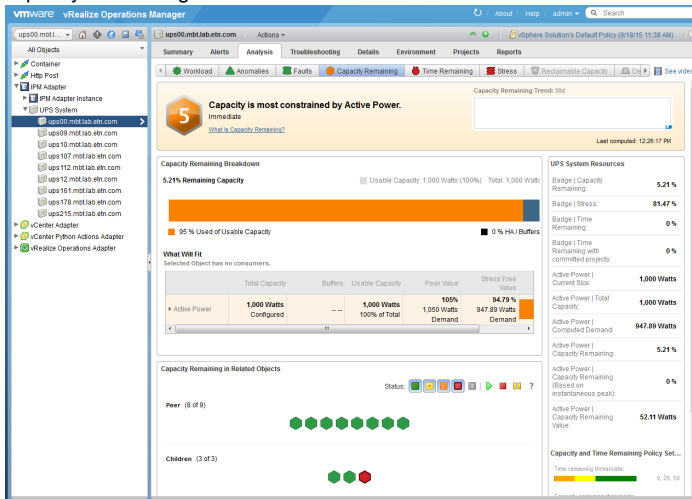 vmware vRealize Operations Manager
About Help admin Search
ups00.mbt.l...
ups00.mbt.lab.etn.com Actions
vSphere Solution's Default Policy (8/18/15 11:38 AM)
All Objects
Container
Http Post
IPM Adapter
IPM Adapter Instance
UPS System
ups00.mbt.lab.etn.com
ups09.mbt.lab.etn.com
ups10.mbt.lab.etn.com
ups107.mbt.lab.etn.com
ups112.mbt.lab.etn.com
ups12.mbt.lab.etn.com
ups161.mbt.lab.etn.com
ups178.mbt.lab.etn.com
ups215.mbt.lab.etn.com
vCenter Adapter
vCenter Python Actions Adapter
vRealize Operations Adapter
Summary Alerts Analysis Troubleshooting Details Environment Projects Reports
Workload Anomalies Faults Capacity Remaining Time Remaining Stress Reclaimable Capacity De See vide
5
Capacity is most constrained by Active Power.
Immediate
What Is Capacity Remaining?
Capacity Remaining Trend: 30d
Last computed: 12:26:17 PM
Capacity Remaining Breakdown
5.21% Remaining Capacity
Usable Capacity: 1,000 Watts (100%) Total: 1,000 Watts
95 % Used of Usable Capacity
0 % HA / Buffers
What Will Fit
Selected Object has no consumers.
Total Capacity Buffers Usable Capacity Peak Value Stress Free Value
Active Power
1,000 Watts Configured
-- --
1,000 Watts 100% of Total
105% 1,050 Watts Demand
94.79 % 947.89 Watts Demand
Capacity Remaining in Related Objects
Status:
?
Peer (8 of 9)
Children (3 of 3)
UPS System Resources
Badge | Capacity Remaining: 5.21 %
Badge | Stress: 81.47 %
Badge | Time Remaining: 0 %
Badge | Time Remaining with committed projects: 0 %
Active Power | Current Size: 1,000 Watts
Active Power | Total Capacity: 1,000 Watts
Active Power | Computed Demand: 947.89 Watts
Active Power | Capacity Remaining: 5.21 %
Active Power | Capacity Remaining (Based on instantaneous peak): 0 %
Active Power | Capacity Remaining Value: 52.11 Watts
Capacity and Time Remaining Policy Set...
Time remaining thresholds:
0, 25, 50